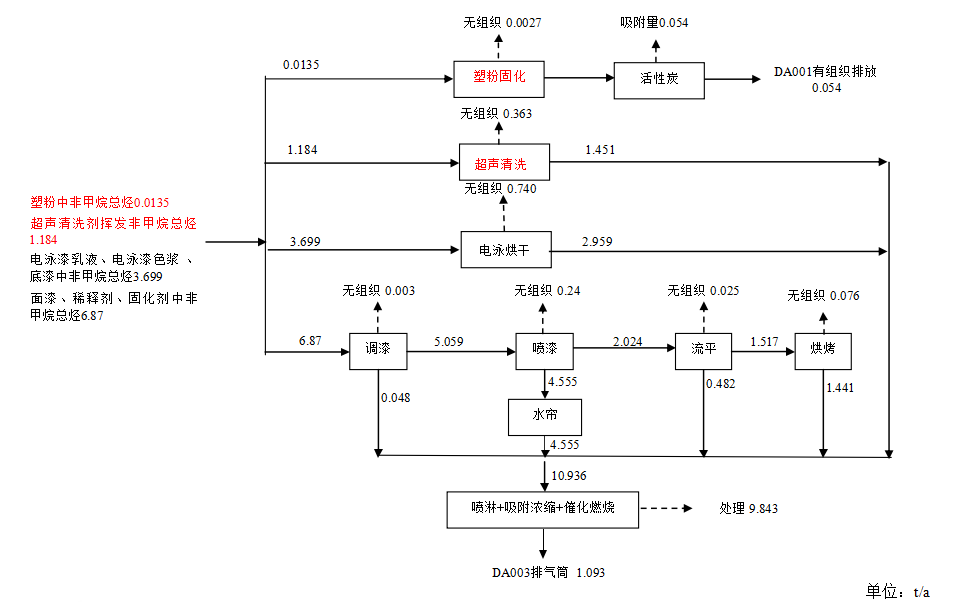 无组织 0.0027
吸附量0.054
0.0135
塑粉固化
活性炭
DA001有组织排放
0.054
无组织 0.363
1.184
超声清洗
1.451
无组织 0.740
塑粉中非甲烷总烃0.0135
超声清洗剂挥发非甲烷总烃
1.184
电泳漆乳液、电泳漆色浆 、
底漆中非甲烷总烃3.699
面漆、稀释剂、固化剂中非
甲烷总烃6.87
3.699
电泳烘干
2.959
无组织 0.003
无组织 0.24
无组织 0.025
无组织 0.076
6.87
调漆
5.059
喷漆
2.024
流平
1.517
烘烤
0.048
4.555
0.482
1.441
水帘
4.555
10.936
喷淋+吸附浓缩+催化燃烧
处理 9.843
DA003排气筒 1.093
单位：t/a